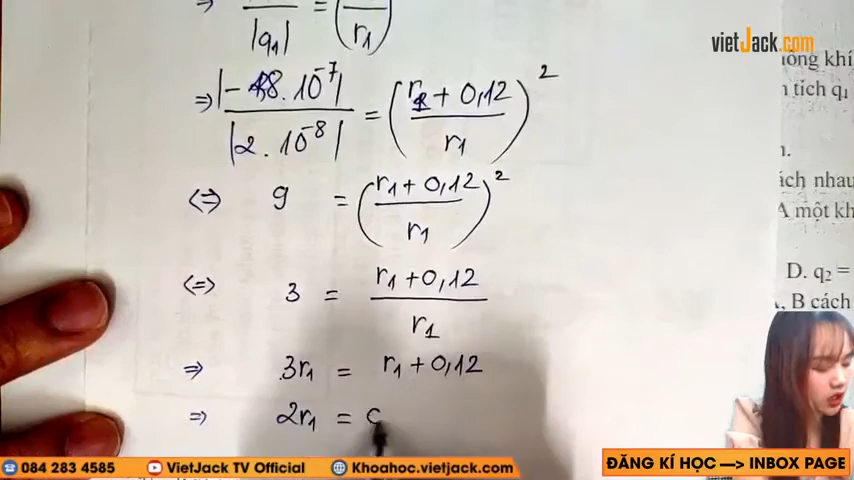 ⇒ / |q₁| = ( / r₁)
vietJack.com
⇒ |-18.10⁻⁷| / |2.10⁻⁸| = ((r₁ + 0,12) / r₁)²
ông khí
tích q₁
⇔ 9 = ((r₁ + 0,12) / r₁)²
ách nhau
A một kh
⇔ 3 = (r₁ + 0,12) / r₁
D. q₂ =
, B cách
⇒ 3r₁ = r₁ + 0,12
⇒ 2r₁ =
084 283 4585 VietJack TV Official Khoahoc.vietjack.com
ĐĂNG KÍ HỌC —> INBOX PAGE